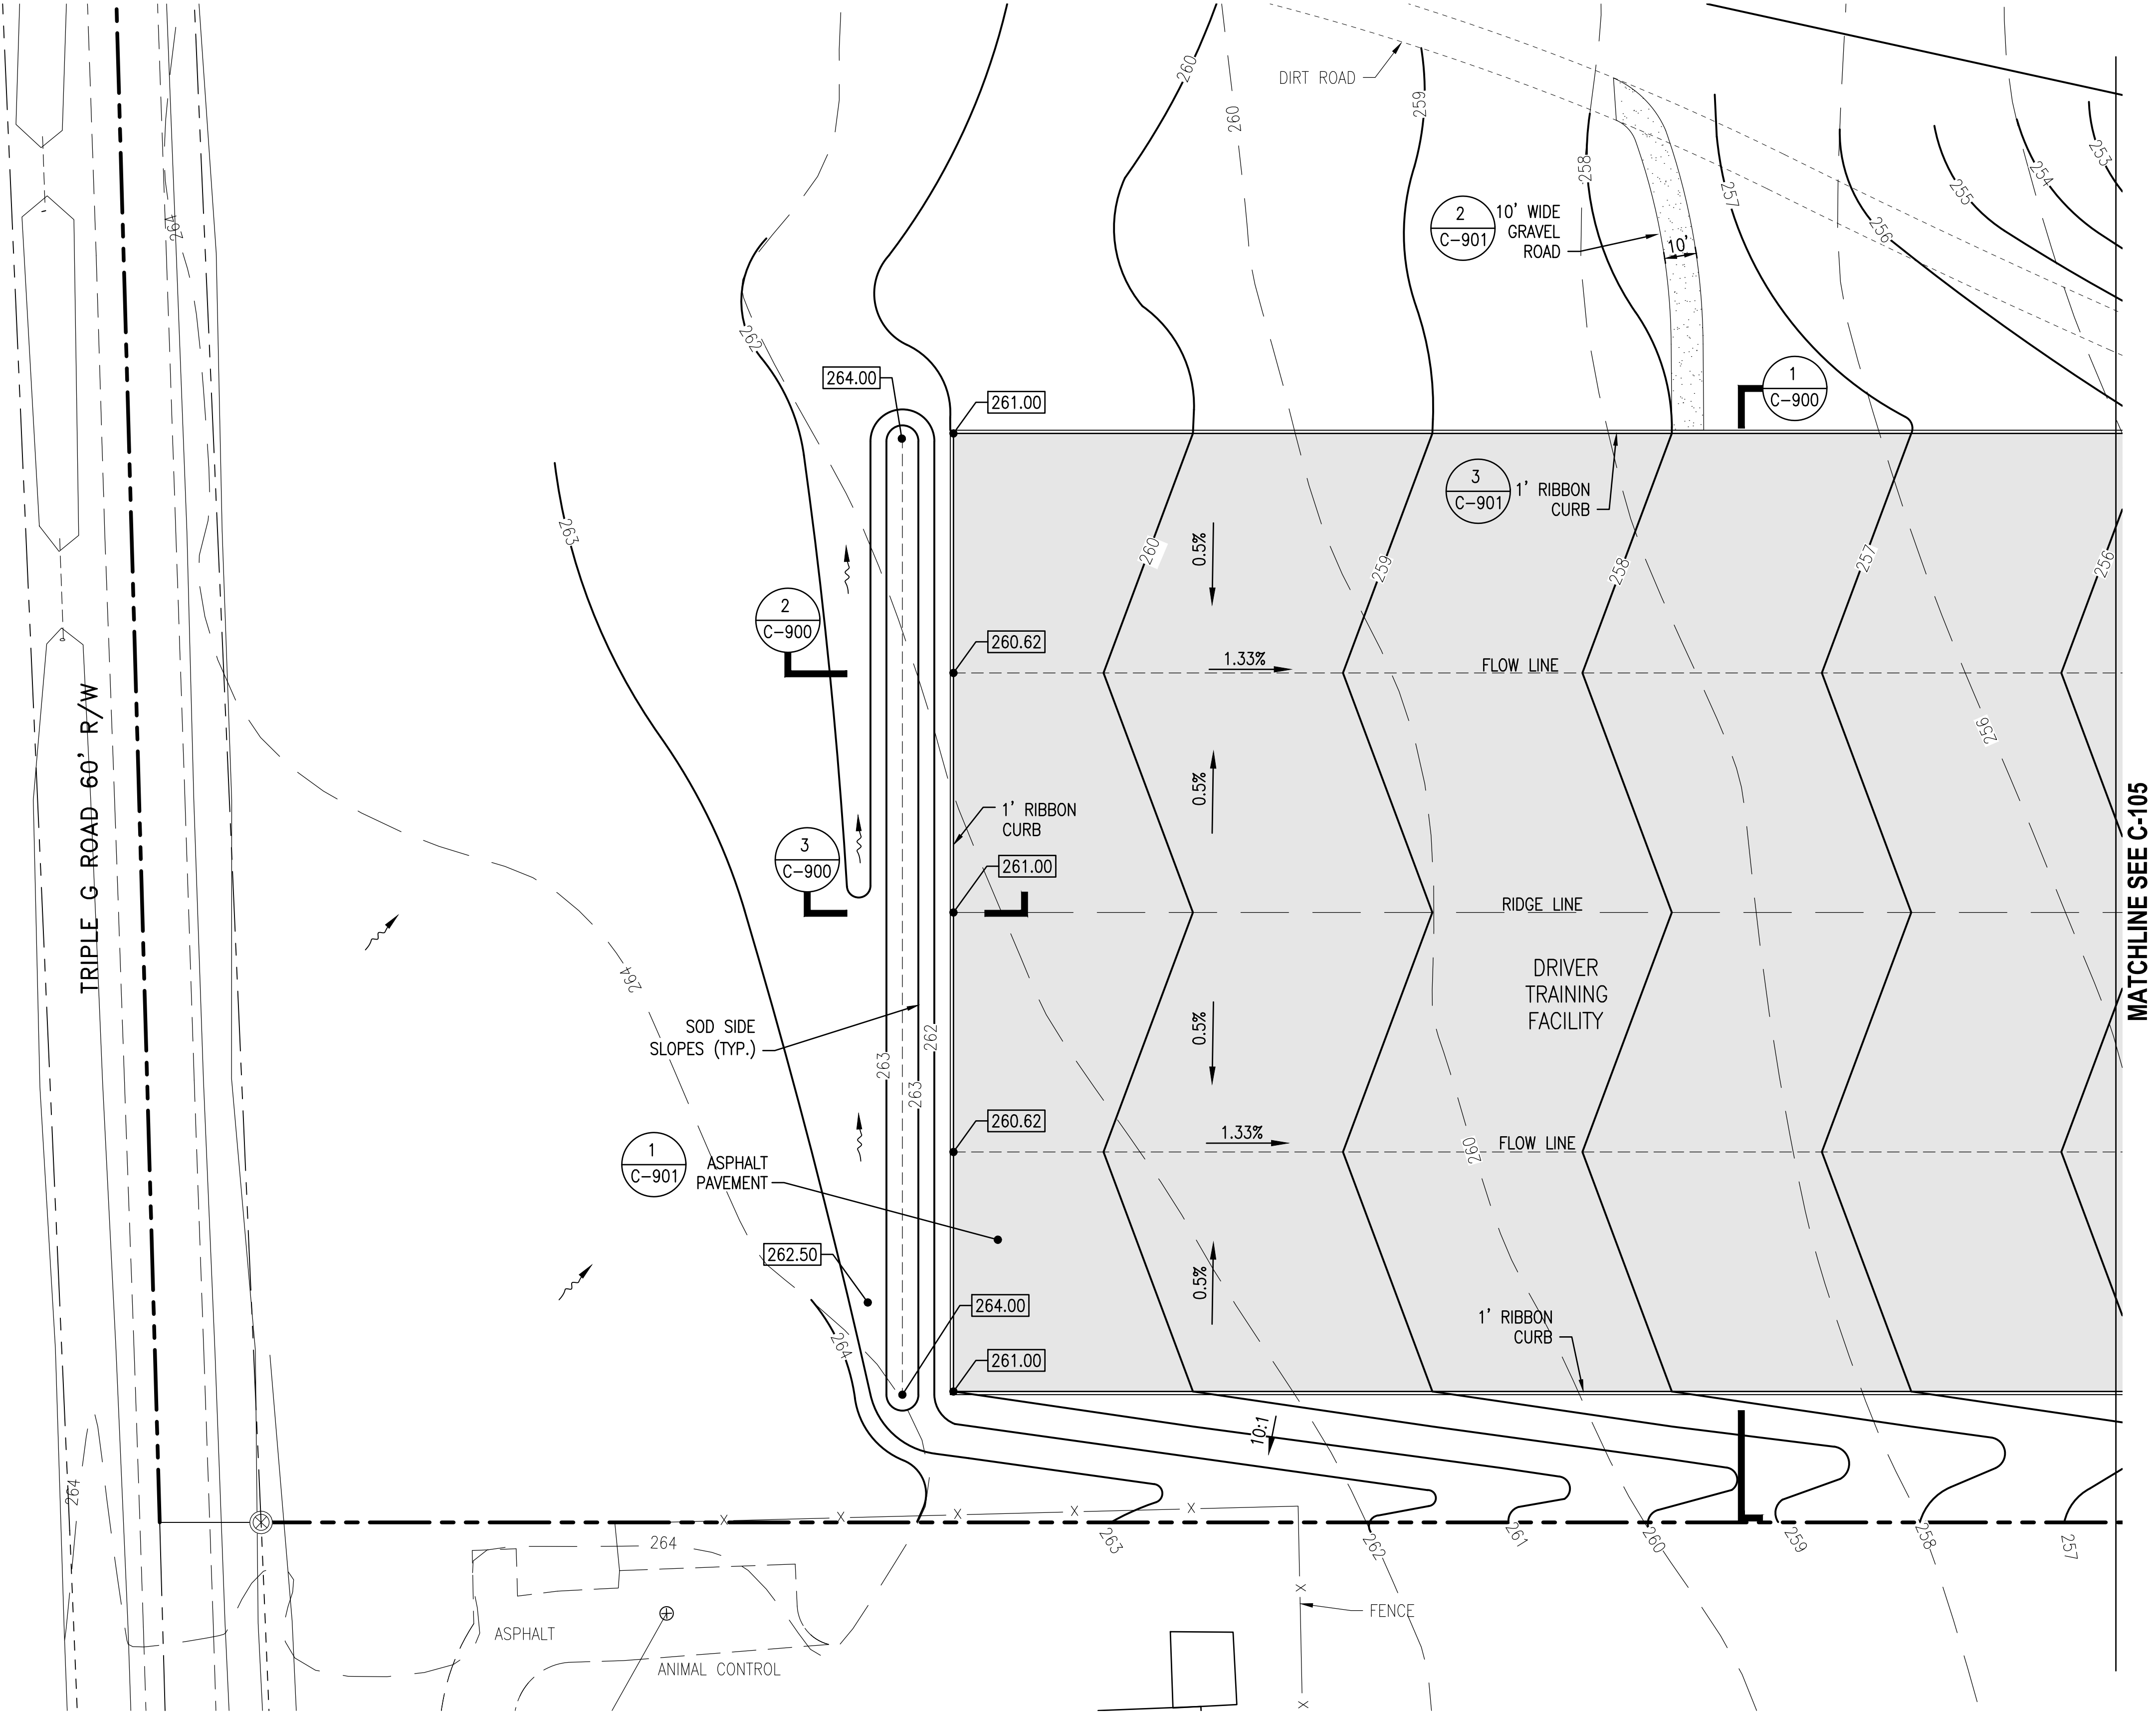 260
DIRT ROAD
260
259
258
257
253
254
255
256
264
2
C-901
10' WIDE
GRAVEL
ROAD
10'
262
264.00
261.00
1
C-900
3
C-901
1' RIBBON
CURB
263
260
0.5%
259
258
257
256
2
C-900
260.62
1.33%
FLOW LINE
TRIPLE G ROAD 60' R/W
0.5%
256
1' RIBBON
CURB
3
C-900
261.00
RIDGE LINE
MATCHLINE SEE C-105
264
DRIVER
TRAINING
FACILITY
SOD SIDE
SLOPES (TYP.)
263
263
262
0.5%
260.62
1.33%
FLOW LINE
260
1
C-901
ASPHALT
PAVEMENT
262.50
0.5%
264.00
1' RIBBON
CURB
264
261.00
10:1
264
X
X
X
X
X
264
263
262
261
260
259
258
257
X
FENCE
ASPHALT
ANIMAL CONTROL
X